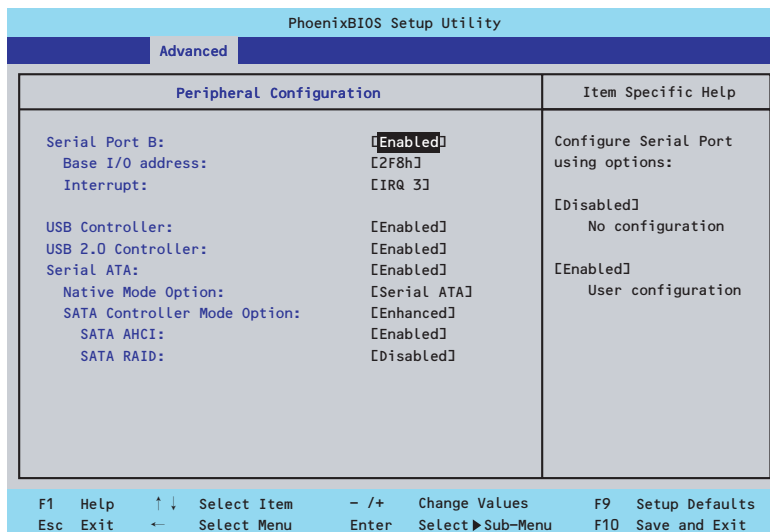 PhoenixBIOS Setup Utility
Advanced
Peripheral Configuration
Item Specific Help
Serial Port B: [Enabled]
Base I/O address: [2F8h]
Interrupt: [IRQ 3]
USB Controller: [Enabled]
USB 2.0 Controller: [Enabled]
Serial ATA: [Enabled]
Native Mode Option: [Serial ATA]
SATA Controller Mode Option: [Enhanced]
SATA AHCI: [Enabled]
SATA RAID: [Disabled]
Configure Serial Port
using options:
[Disabled]
No configuration
[Enabled]
User configuration
F1 Help ↑↓ Select Item – /+ Change Values F9 Setup Defaults
Esc Exit ← Select Menu Enter Select▶Sub-Menu F10 Save and Exit